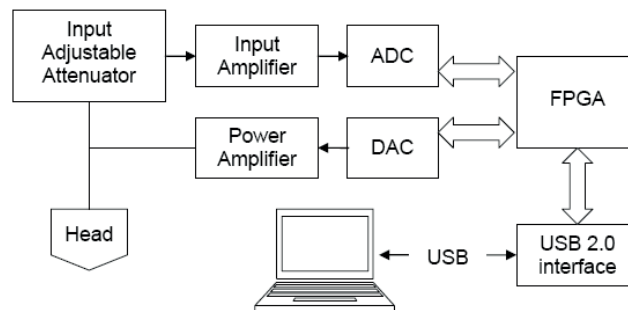 Input
Adjustable
Attenuator
Input
Amplifier
ADC
FPGA
Power
Amplifier
DAC
Head
USB
USB 2.0
interface